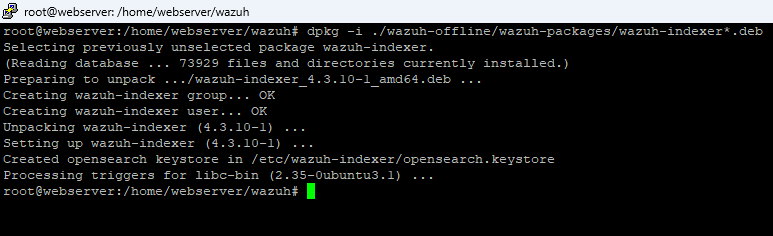 root@webserver: /home/webserver/wazuh
root@webserver:/home/webserver/wazuh# dpkg -i ./wazuh-offline/wazuh-packages/wazuh-indexer*.deb
Selecting previously unselected package wazuh-indexer.
(Reading database ... 73929 files and directories currently installed.)
Preparing to unpack .../wazuh-indexer_4.3.10-1_amd64.deb ...
Creating wazuh-indexer group... OK
Creating wazuh-indexer user... OK
Unpacking wazuh-indexer (4.3.10-1) ...
Setting up wazuh-indexer (4.3.10-1) ...
Created opensearch keystore in /etc/wazuh-indexer/opensearch.keystore
Processing triggers for libc-bin (2.35-0ubuntu3.1) ...
root@webserver:/home/webserver/wazuh#